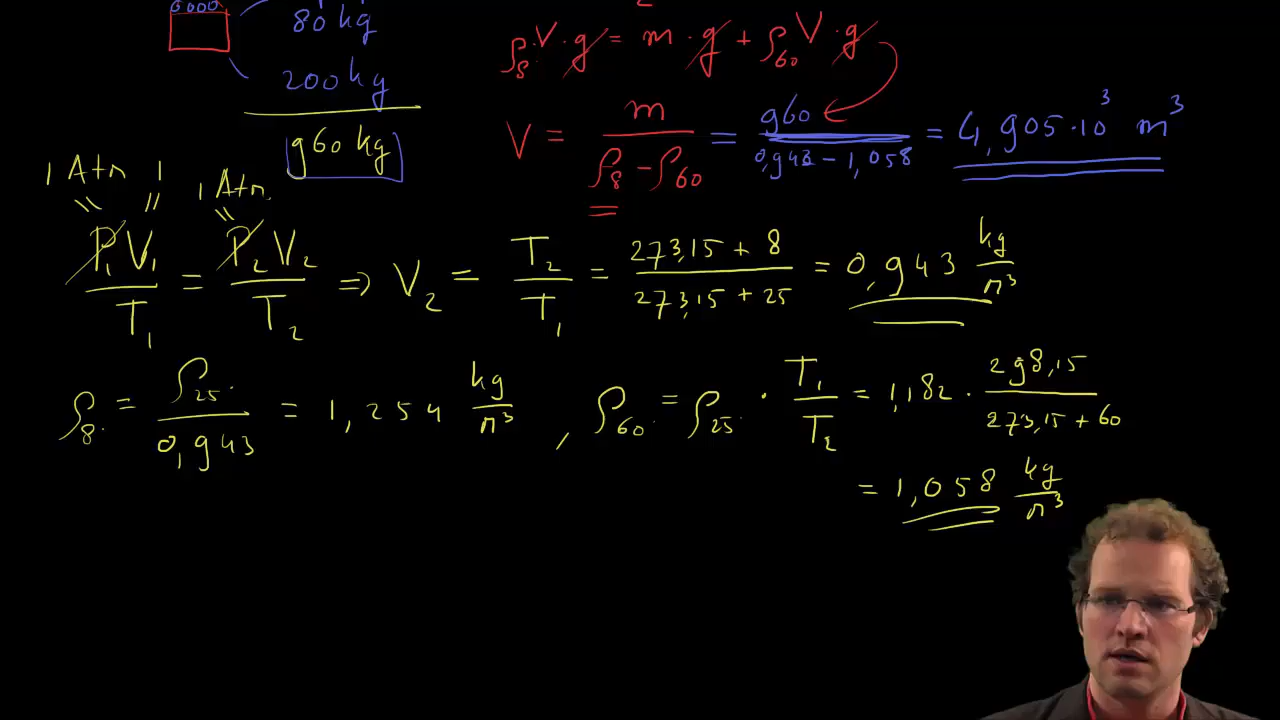 80 kg
200 kg
960 kg
ρ₈·V·g = m·g + ρ₆₀V·g
V = m / (ρ₈ − ρ₆₀) = 960 / (0,943 − 1,058) = 4,905·10³ m³
1 Atm 1 1 Atm.
P₁V₁ / T₁ = P₂V₂ / T₂ ⇒ V₂ = T₂ / T₁ = (273,15 + 8) / (273,15 + 25) = 0,943 kg/m³
ρ₈. = ρ₂₅. / 0,943 = 1,254 kg/m³ , ρ₆₀. = ρ₂₅. · T₁ / T₂ = 1,182 · 298,15 / (273,15 + 60)
= 1,058 kg/m³